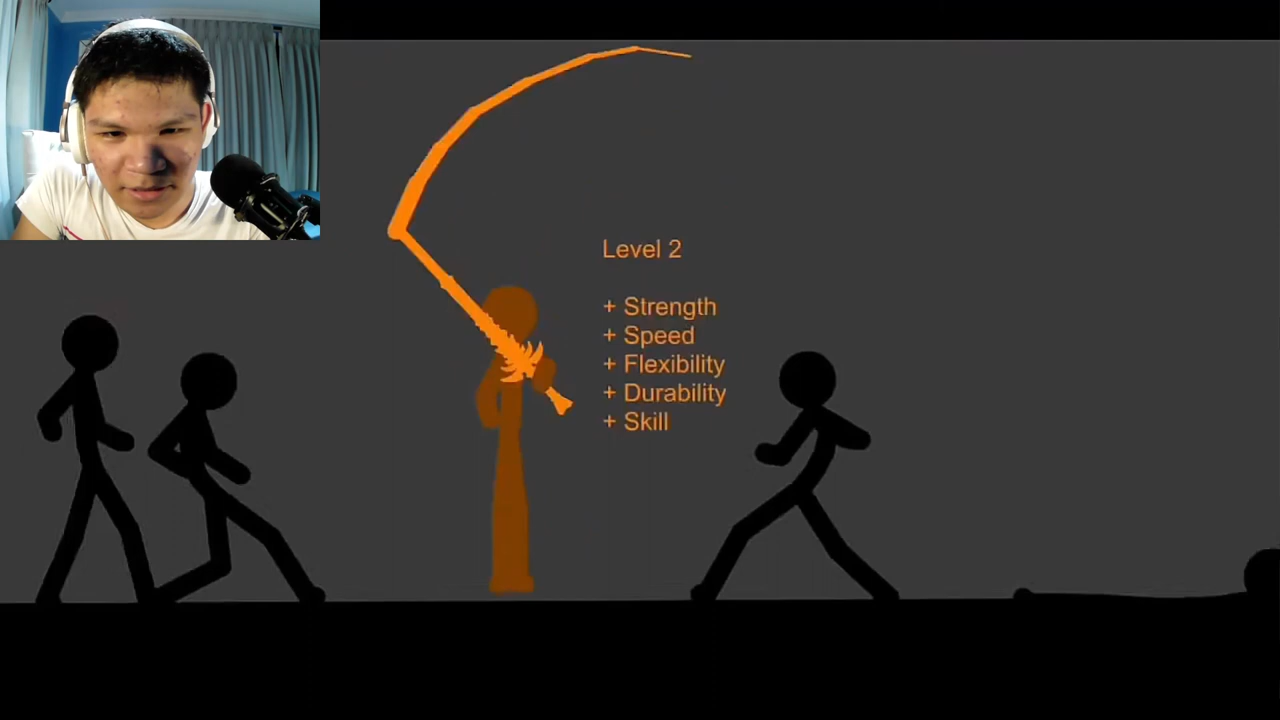 Level 2
+ Strength
+ Speed
+ Flexibility
+ Durability
+ Skill